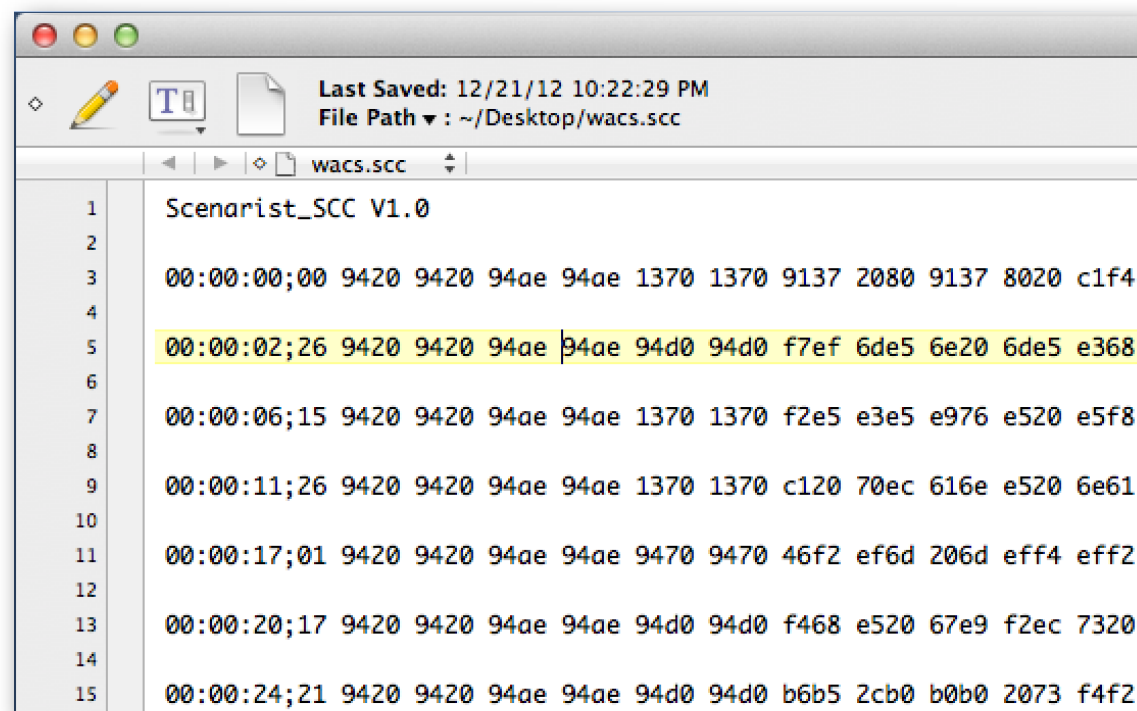 Last Saved: 12/21/12 10:22:29 PM
File Path ▾ : ~/Desktop/wacs.scc
wacs.scc
1 Scenarist_SCC V1.0
2
3 00:00:00;00 9420 9420 94ae 94ae 1370 1370 9137 2080 9137 8020 c1f4
4
5 00:00:02;26 9420 9420 94ae 94ae 94d0 94d0 f7ef 6de5 6e20 6de5 e368
6
7 00:00:06;15 9420 9420 94ae 94ae 1370 1370 f2e5 e3e5 e976 e520 e5f8
8
9 00:00:11;26 9420 9420 94ae 94ae 1370 1370 c120 70ec 616e e520 6e61
10
11 00:00:17;01 9420 9420 94ae 94ae 9470 9470 46f2 ef6d 206d eff4 eff2
12
13 00:00:20;17 9420 9420 94ae 94ae 94d0 94d0 f468 e520 67e9 f2ec 7320
14
15 00:00:24;21 9420 9420 94ae 94ae 94d0 94d0 b6b5 2cb0 b0b0 2073 f4f2